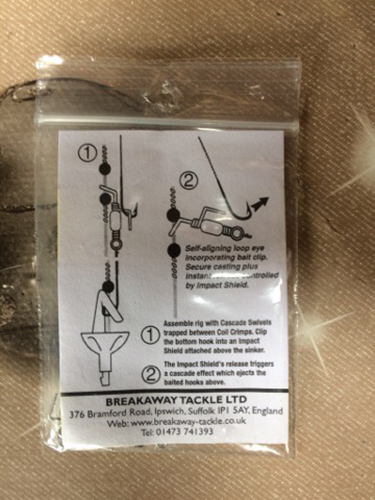 1
2
Self-aligning loop eye
incorporating bait clip.
Secure casting plus
controlled
by Impact Shield.
1 Assemble rig with Cascade Swivels
trapped between Coil Crimps. Clip
the bottom hook into an Impact
Shield attached above the sinker.
2 The Impact Shield's release triggers
a cascade effect which ejects the
baited hooks above.
BREAKAWAY TACKLE LTD
376 Bramford Road, Ipswich, Suffolk IP1 5AY, England
Web: www.breakaway-tackle.co.uk
Tel: 01473 741393